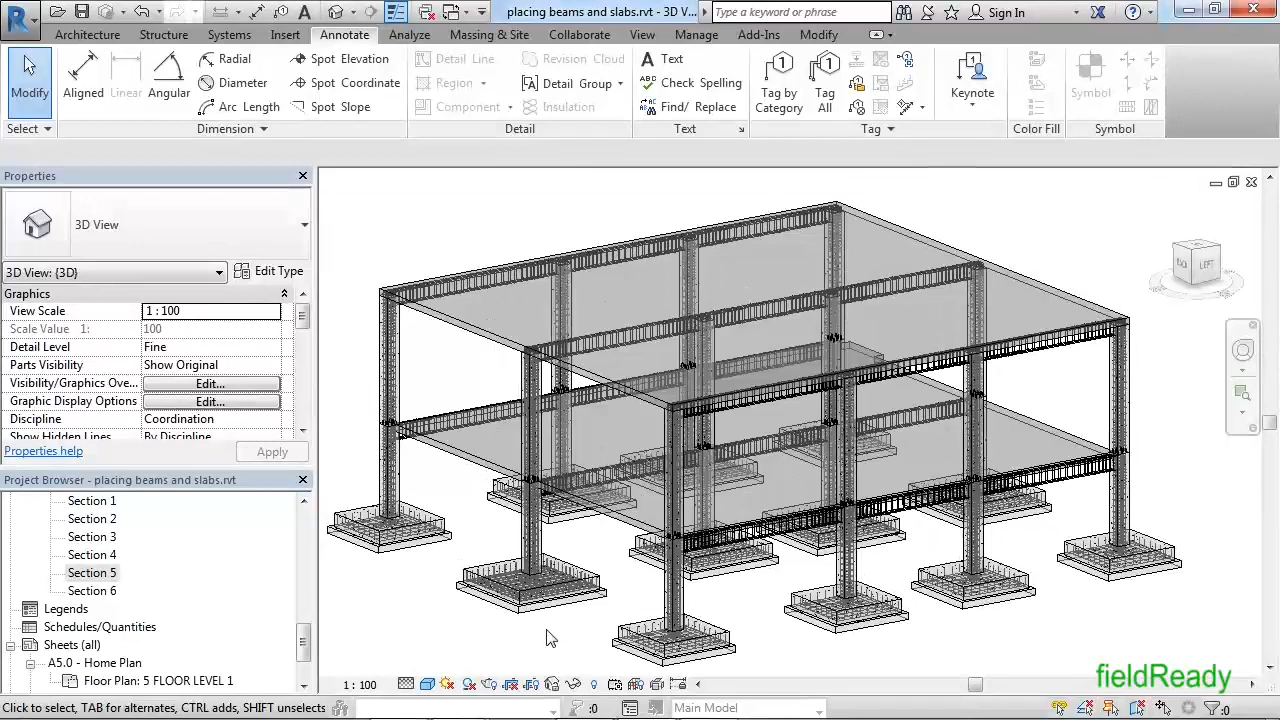 placing beams and slabs.rvt - 3D V...
Type a keyword or phrase
Sign In
Architecture Structure Systems Insert Annotate Analyze Massing & Site Collaborate View Manage Add-Ins Modify
Modify
Select
Aligned
Linear
Angular
Radial
Diameter
Arc Length
Spot Elevation
Spot Coordinate
Spot Slope
Dimension
Detail Line
Region
Component
Revision Cloud
Detail Group
Insulation
Detail
Text
Check Spelling
Find/ Replace
Text
Tag by
Category
Tag
All
Tag
Keynote
Color Fill
Symbol
Symbol
Properties
3D View
3D View: {3D}
Edit Type
Graphics
View Scale 1 : 100
Scale Value 1: 100
Detail Level Fine
Parts Visibility Show Original
Visibility/Graphics Ove... Edit...
Graphic Display Options Edit...
Discipline Coordination
Show Hidden Lines By Discipline
Properties help
Apply
Project Browser - placing beams and slabs.rvt
Section 1
Section 2
Section 3
Section 4
Section 5
Section 6
Legends
Schedules/Quantities
Sheets (all)
A5.0 - Home Plan
Floor Plan: 5 FLOOR LEVEL 1
LEFT
1 : 100
fieldReady
Click to select, TAB for alternates, CTRL adds, SHIFT unselects
:0
Main Model
:0